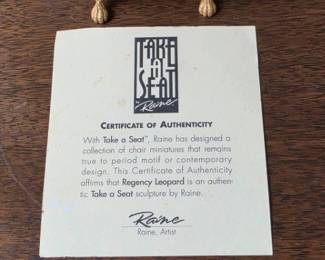 TAKE
A
SEAT
Raine
CERTIFICATE OF AUTHENTICITY
With Take a Seat™, Raine has designed a
collection of chair miniatures that remains
true to period motif or contemporary
design. This Certificate of Authenticity
affirms that Regency Leopard is an authen-
tic Take a Seat sculpture by Raine.
Raine
Raine, Artist